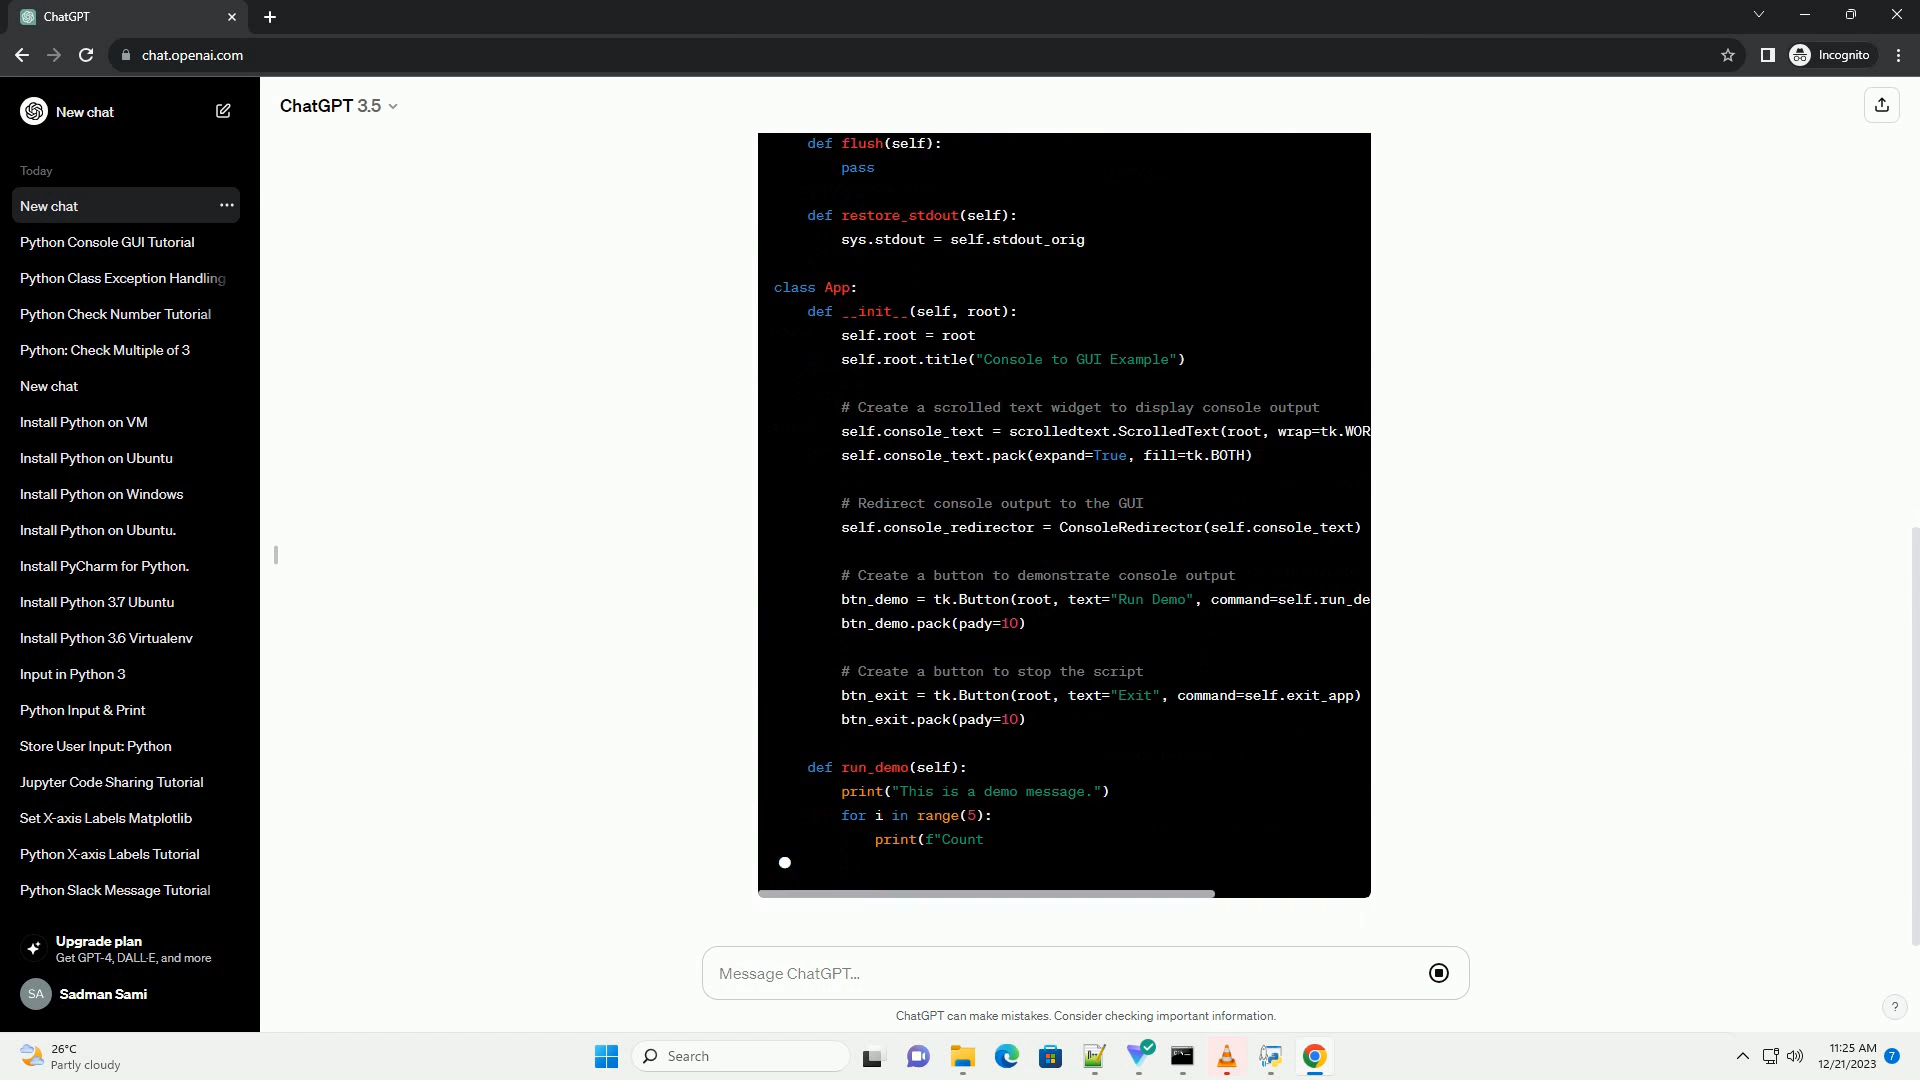 ChatGPT
chat.openai.com
Incognito
New chat
ChatGPT 3.5
Today
New chat
Python Console GUI Tutorial
Python Class Exception Handling
Python Check Number Tutorial
Python: Check Multiple of 3
New chat
Install Python on VM
Install Python on Ubuntu
Install Python on Windows
Install Python on Ubuntu.
Install PyCharm for Python.
Install Python 3.7 Ubuntu
Install Python 3.6 Virtualenv
Input in Python 3
Python Input & Print
Store User Input: Python
Jupyter Code Sharing Tutorial
Set X-axis Labels Matplotlib
Python X-axis Labels Tutorial
Python Slack Message Tutorial
Upgrade plan
Get GPT-4, DALL·E, and more
SA
Sadman Sami
def flush(self):
pass
def restore_stdout(self):
sys.stdout = self.stdout_orig
class App:
def __init__(self, root):
self.root = root
self.root.title("Console to GUI Example")
# Create a scrolled text widget to display console output
self.console_text = scrolledtext.ScrolledText(root, wrap=tk.WOR
self.console_text.pack(expand=True, fill=tk.BOTH)
# Redirect console output to the GUI
self.console_redirector = ConsoleRedirector(self.console_text)
# Create a button to demonstrate console output
btn_demo = tk.Button(root, text="Run Demo", command=self.run_de
btn_demo.pack(pady=10)
# Create a button to stop the script
btn_exit = tk.Button(root, text="Exit", command=self.exit_app)
btn_exit.pack(pady=10)
def run_demo(self):
print("This is a demo message.")
for i in range(5):
print(f"Count
Message ChatGPT...
ChatGPT can make mistakes. Consider checking important information.
?
26°C
Partly cloudy
Search
11:25 AM
12/21/2023
7